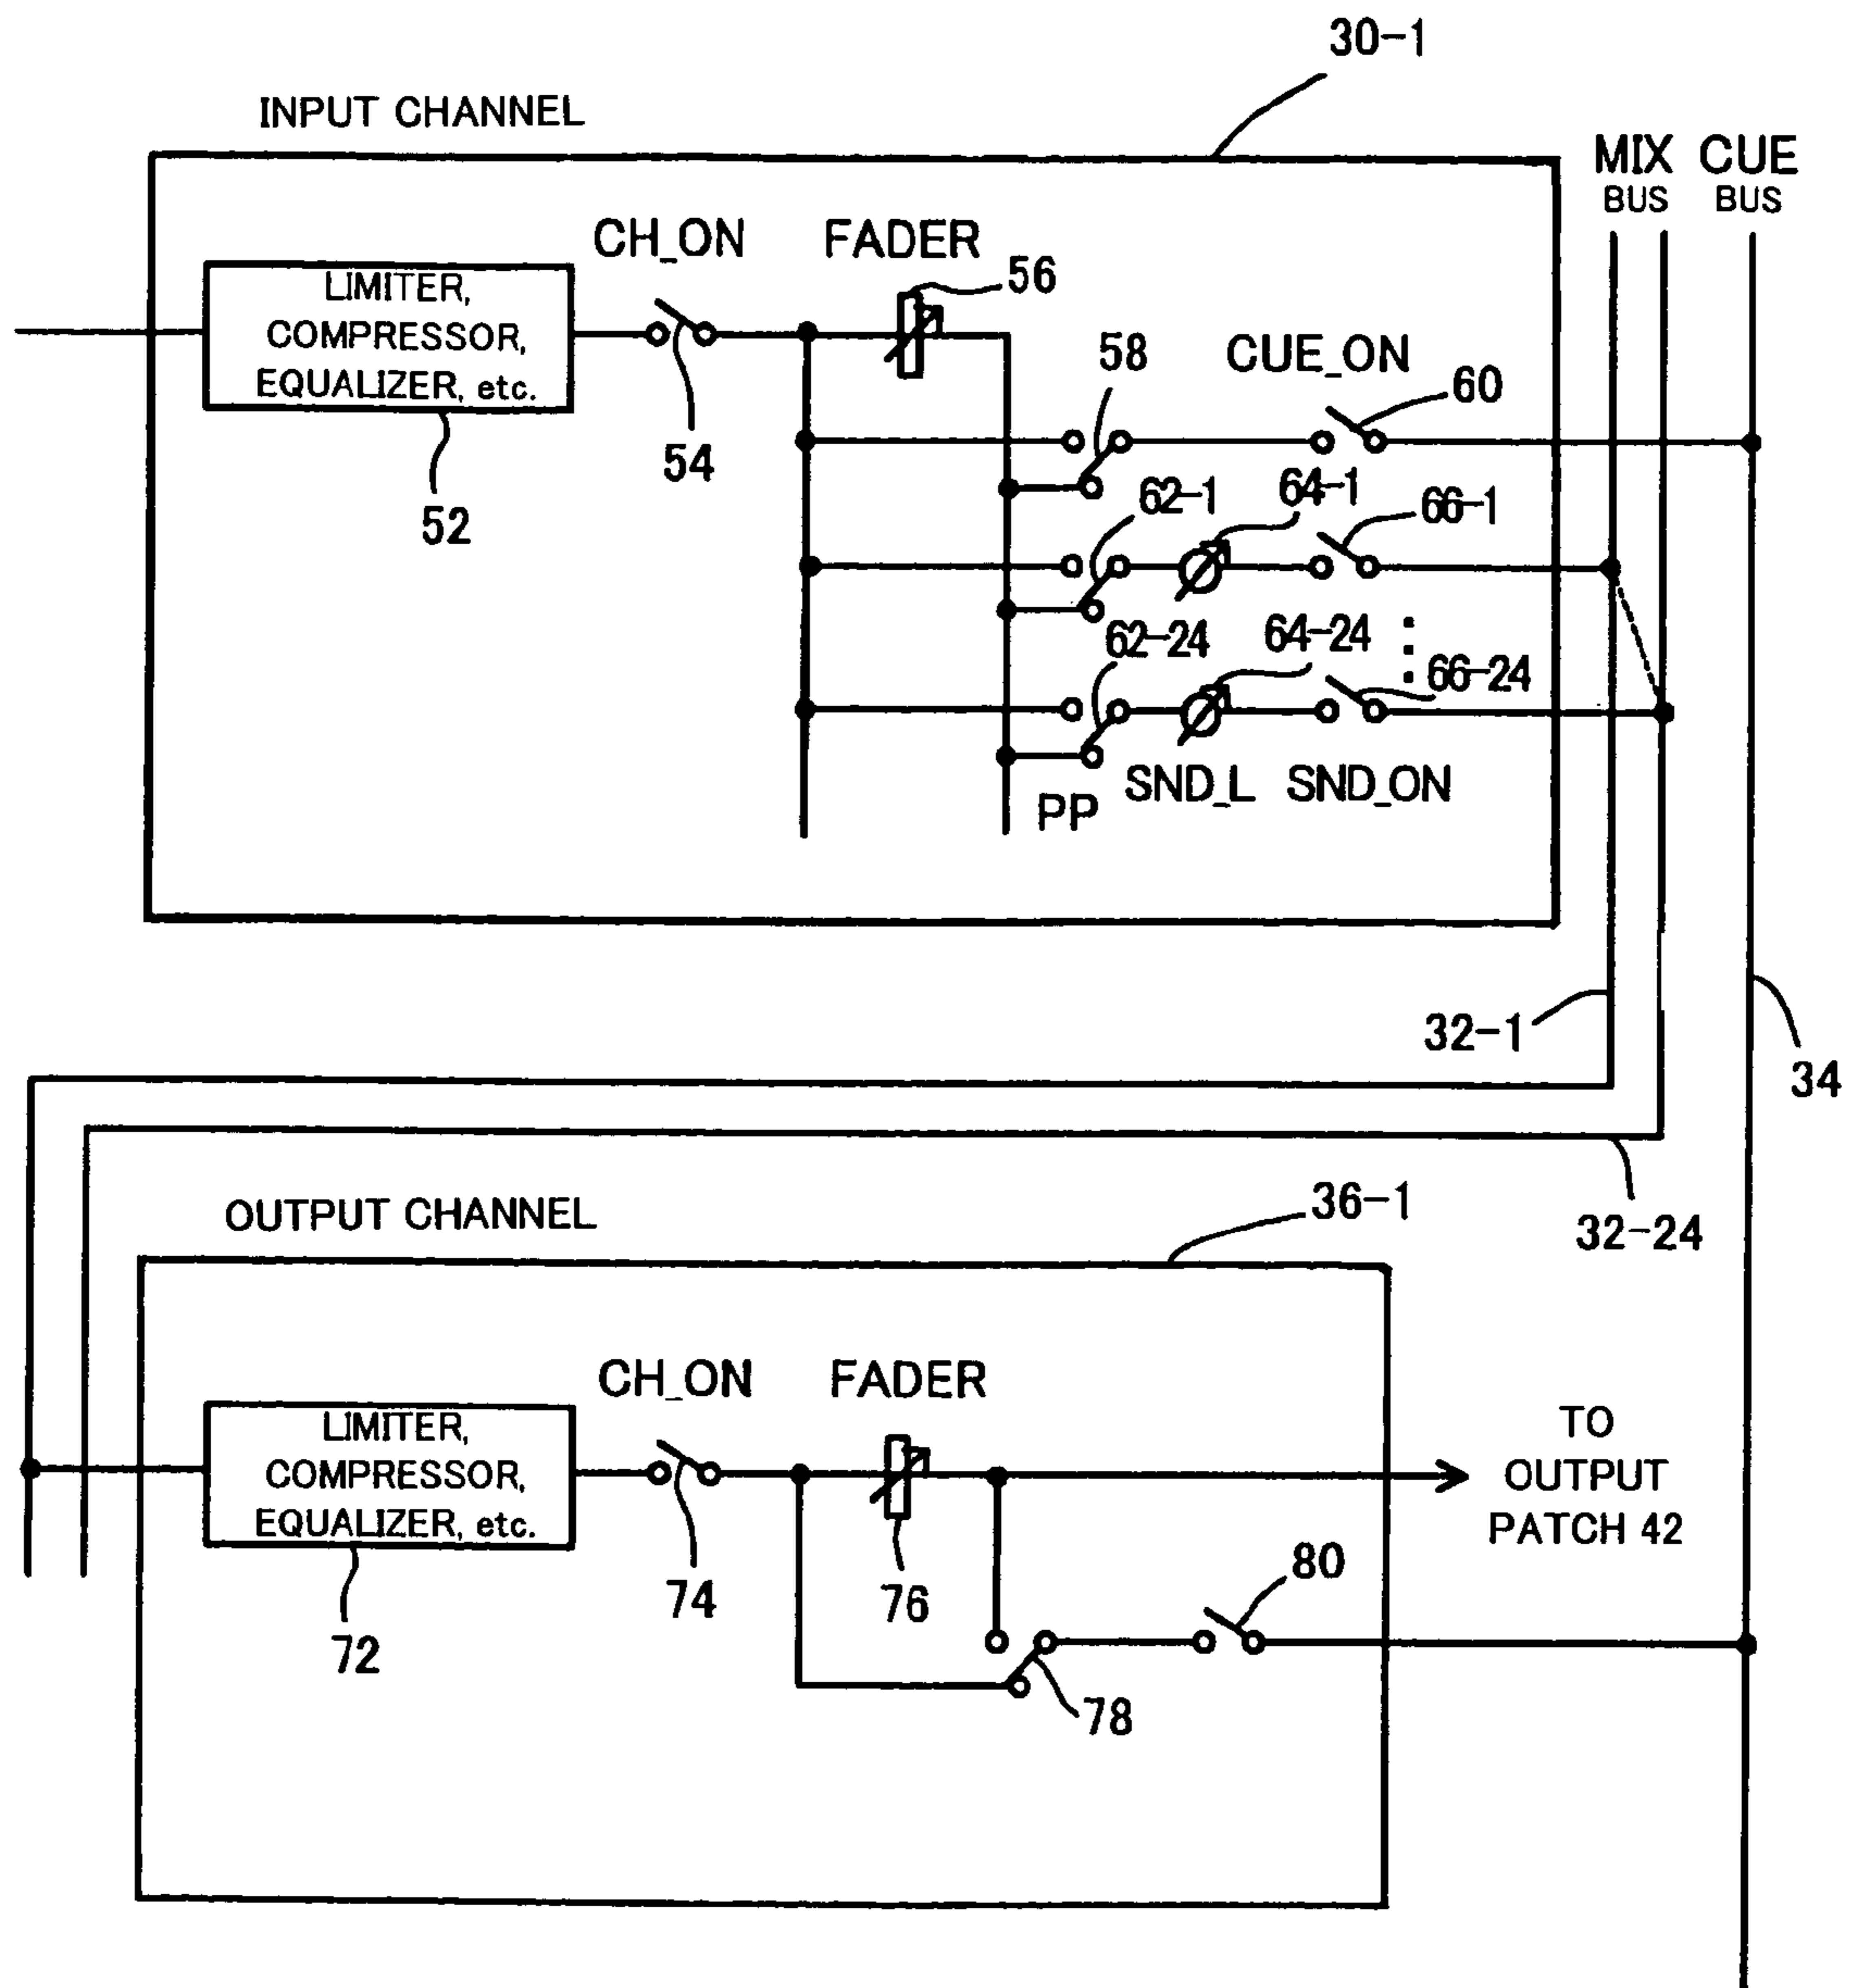 30-1
INPUT CHANNEL
MIX CUE
BUS BUS
CH_ON FADER
56
LIMITER,
COMPRESSOR,
EQUALIZER, etc.
58
CUE_ON
60
54
52
62-1
64-1
66-1
62-24
64-24
66-24
PP
SND_L SND_ON
32-1
34
OUTPUT CHANNEL
36-1
32-24
CH_ON FADER
LIMITER,
COMPRESSOR,
EQUALIZER, etc.
TO
OUTPUT
PATCH 42
80
74
76
72
78